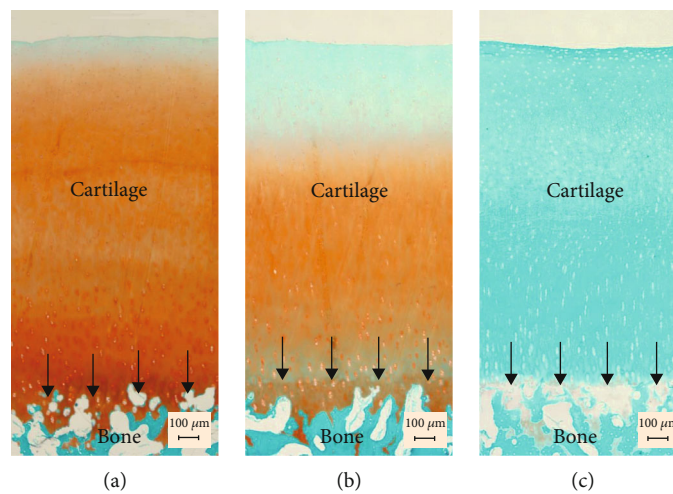 Cartilage
100 μm
Bone
(a)
Cartilage
100 μm
Bone
(b)
Cartilage
100 μm
Bone
(c)